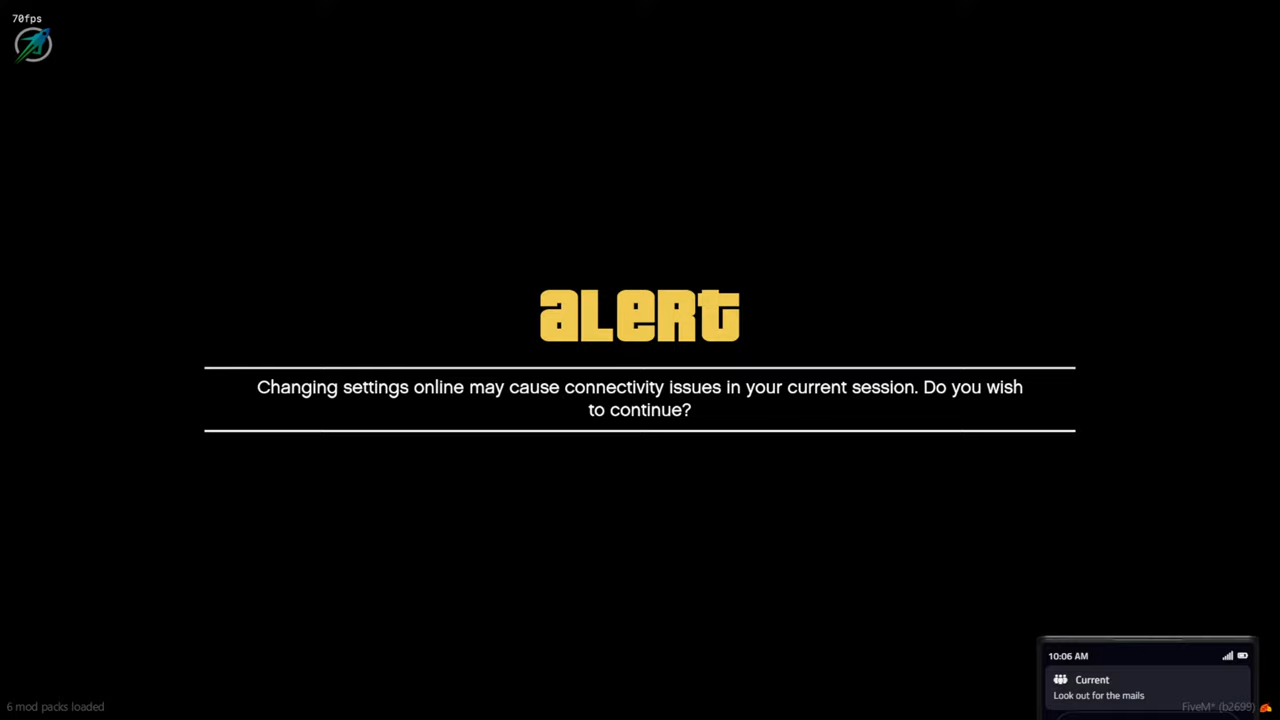 70fps
alert
Changing settings online may cause connectivity issues in your current session. Do you wish
to continue?
10:06 AM
Current
Look out for the mails
6 mod packs loaded
FiveM* (b2699)